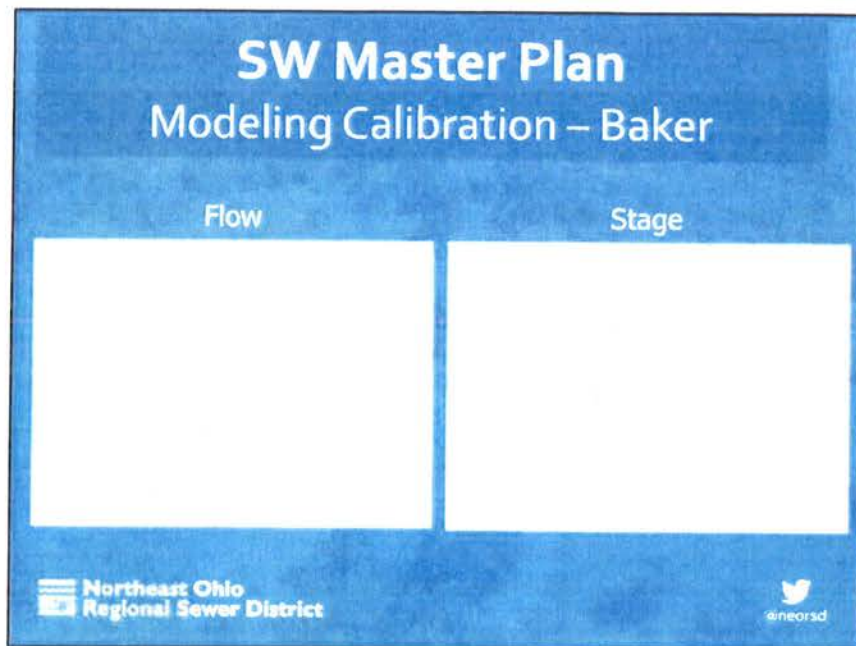 SW Master Plan
Modeling Calibration – Baker
Flow
Stage
Northeast Ohio
Regional Sewer District
@neorsd